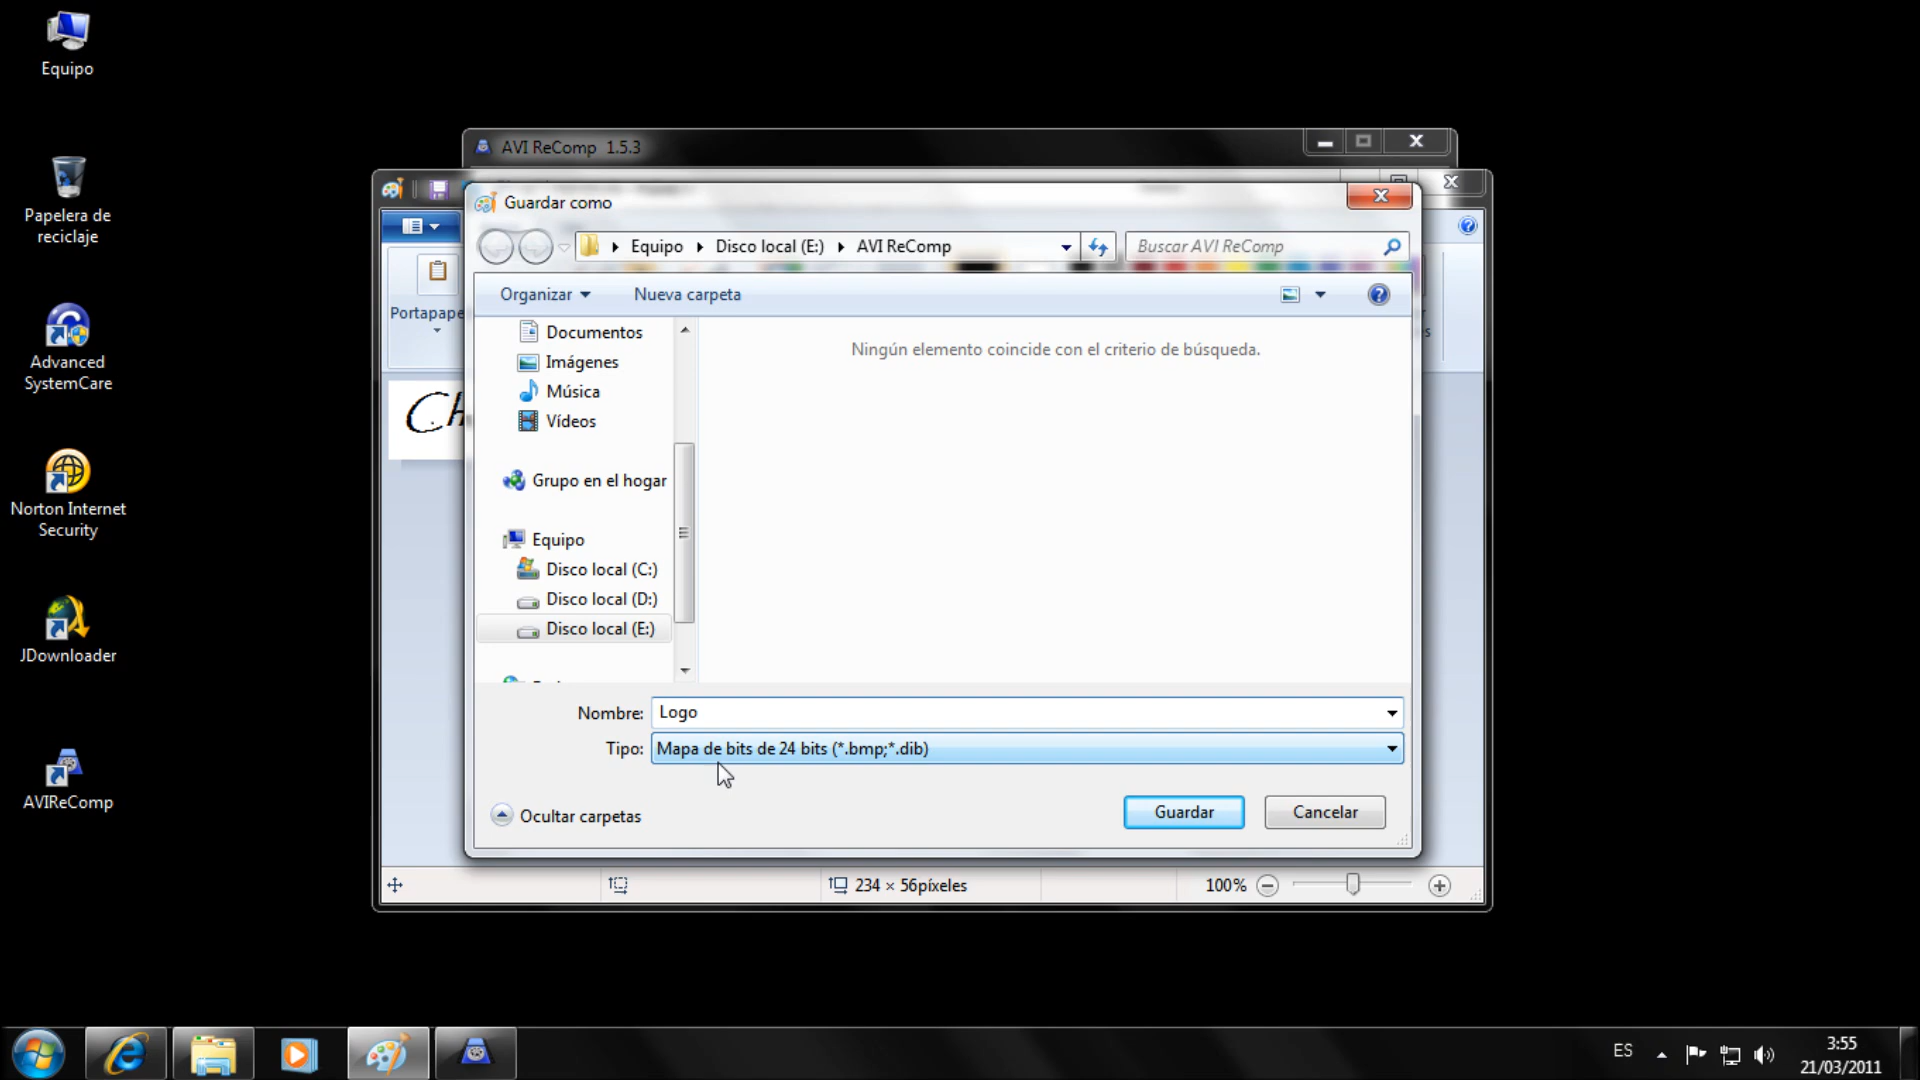 Equipo
Papelera de
reciclaje
Advanced
SystemCare
Norton Internet
Security
JDownloader
AVIReComp
AVI ReComp 1.5.3
Guardar como
Equipo
Disco local (E:)
AVI ReComp
Buscar AVI ReComp
Organizar
Nueva carpeta
Portapape
Ch
Documentos
Imágenes
Música
Vídeos
Grupo en el hogar
Equipo
Disco local (C:)
Disco local (D:)
Disco local (E:)
Ningún elemento coincide con el criterio de búsqueda.
Nombre: Logo
Tipo: Mapa de bits de 24 bits (*.bmp;*.dib)
Ocultar carpetas
Guardar
Cancelar
234 × 56píxeles
100%
ES
3:55
21/03/2011